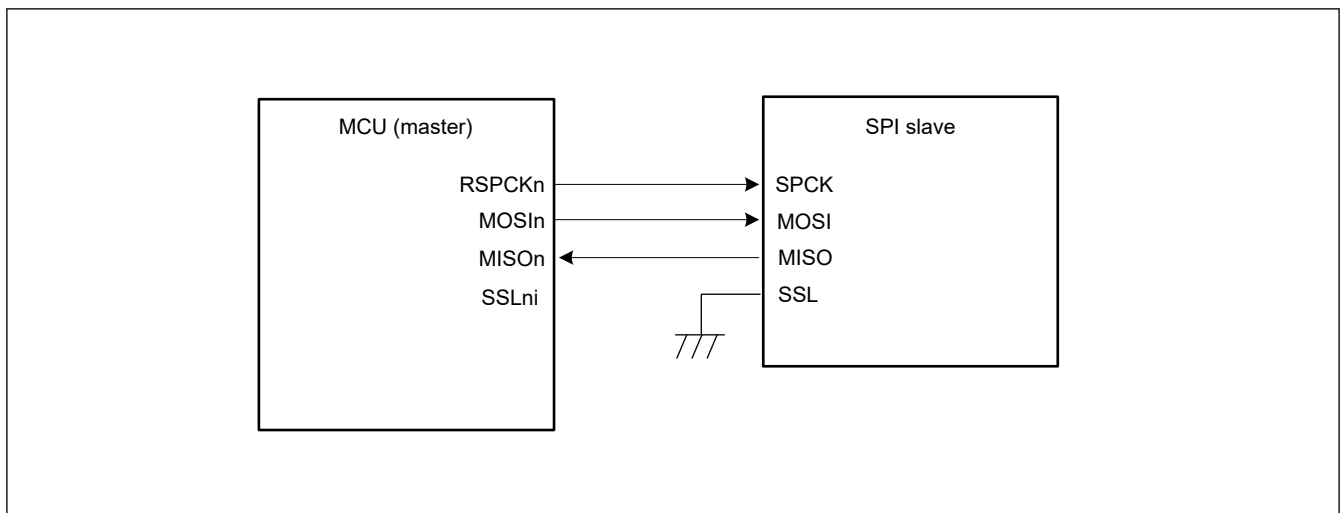 MCU (master)
SPI slave
RSPCKn
SPCK
MOSIn
MOSI
MISOn
MISO
SSLni
SSL